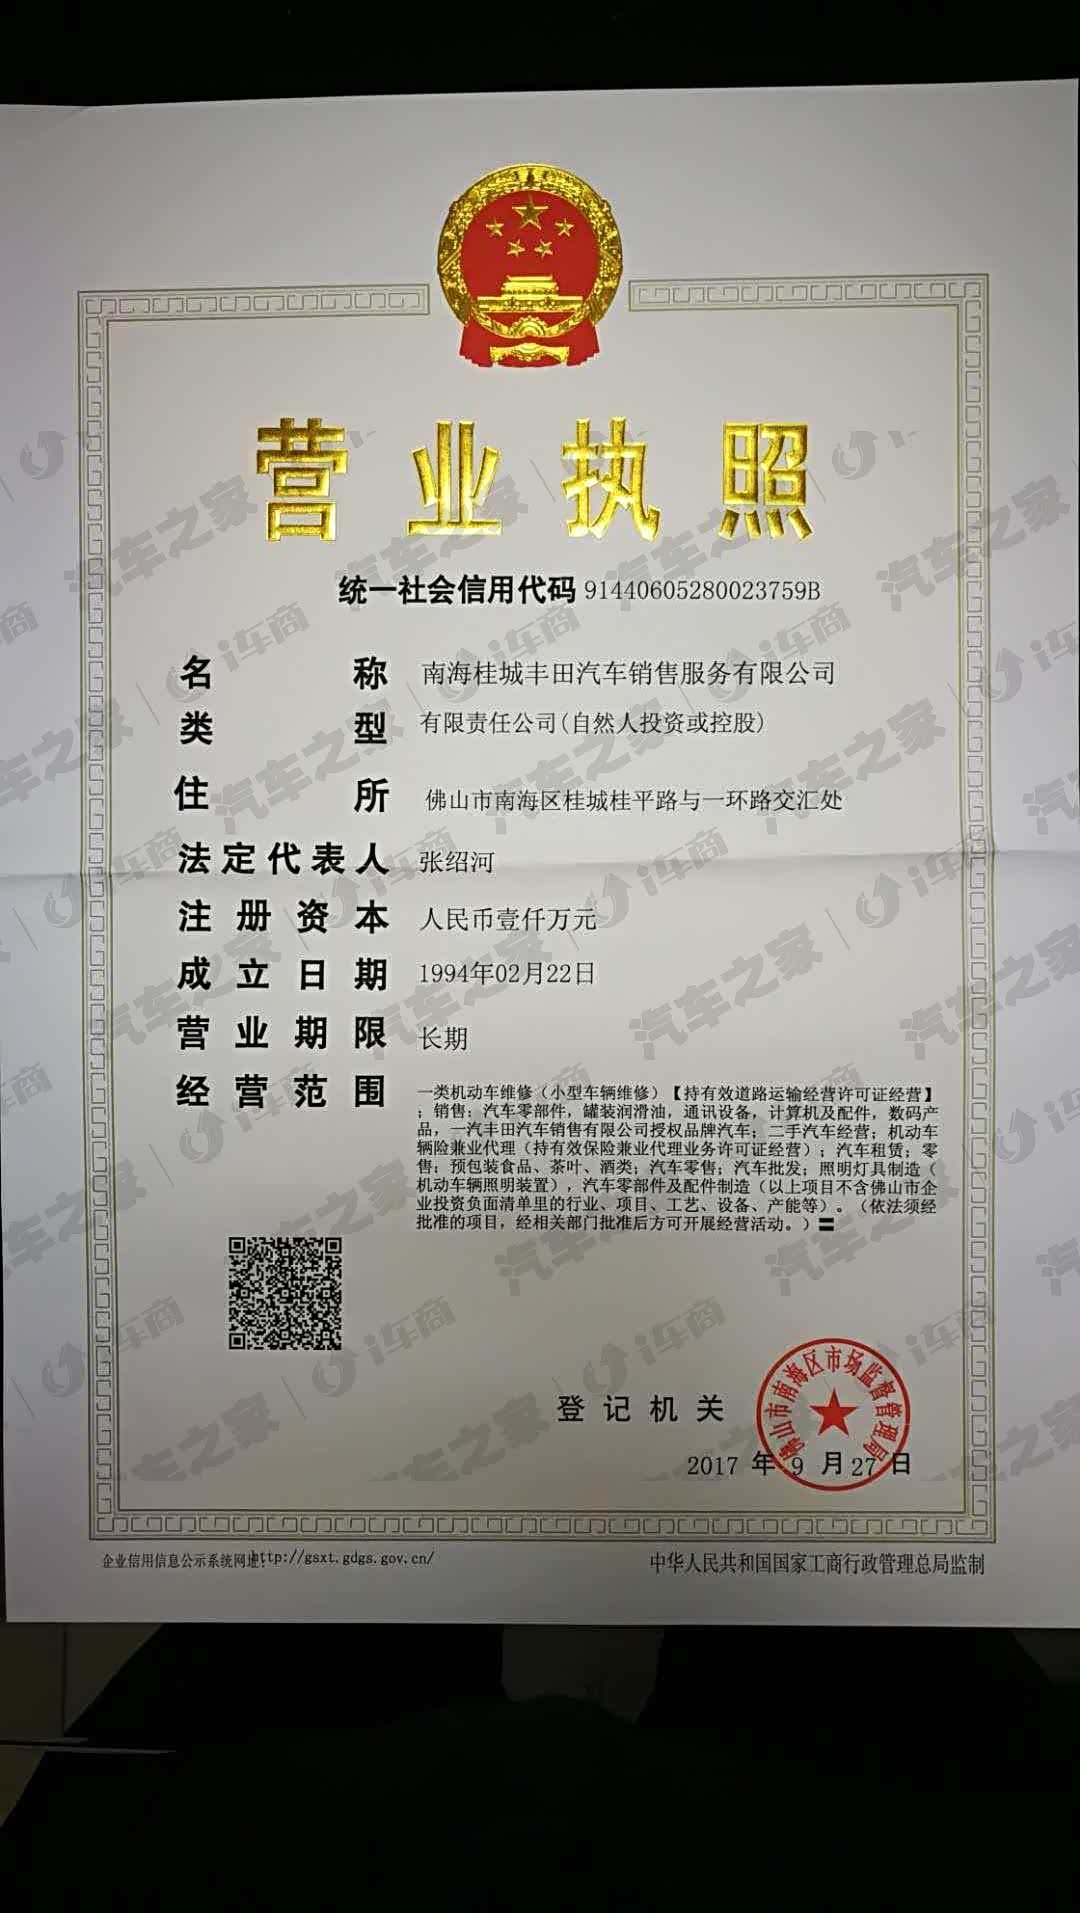 营业执照
统一社会信用代码 91440605280023759B
名称 南海桂城丰田汽车销售服务有限公司
类型 有限责任公司(自然人投资或控股)
住所 佛山市南海区桂城桂平路与一环路交汇处
法定代表人 张绍河
注册资本 人民币壹仟万元
成立日期 1994年02月22日
营业期限 长期
经营范围 一类机动车维修（小型车辆维修）【持有效道路运输经营许可证经营】
；销售：汽车零部件，罐装润滑油，通讯设备，计算机及配件，数码产
品，一汽丰田汽车销售有限公司授权品牌汽车；二手汽车经营；机动车
辆险兼业代理（持有效保险兼业代理业务许可证经营）；汽车租赁；零
售：预包装食品、茶叶、酒类；汽车零售；汽车批发；照明灯具制造（
机动车辆照明装置），汽车零部件及配件制造（以上项目不含佛山市企
业投资负面清单里的行业、项目、工艺、设备、产能等）。（依法须经
批准的项目，经相关部门批准后方可开展经营活动。）〓
登记机关
佛山市南海区市场监督管理局
2017年9月27日
企业信用信息公示系统网址：http://gsxt.gdgs.gov.cn/
中华人民共和国国家工商行政管理总局监制
汽车之家 | i车商